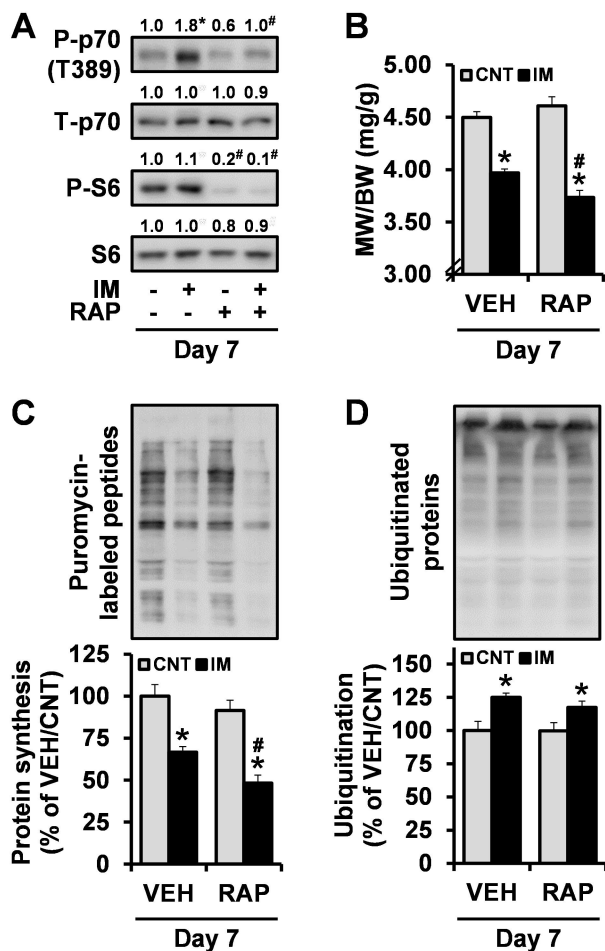 A
1.0 1.8* 0.6 1.0#
P-p70
(T389)
1.0 1.0 1.0 0.9
T-p70
1.0 1.1 0.2# 0.1#
P-S6
1.0 1.0 0.8 0.9
S6
IM - + - +
RAP - - + +
Day 7
B
MW/BW (mg/g)
5.00
4.50
4.00
3.50
3.00
CNT IM
*
#
*
VEH RAP
Day 7
C
Puromycin-
labeled peptides
Protein synthesis
(% of VEH/CNT)
125
100
75
50
25
0
CNT IM
*
#
*
VEH RAP
Day 7
D
Ubiquitinated
proteins
Ubiquitination
(% of VEH/CNT)
150
125
100
75
50
25
0
CNT IM
*
*
VEH RAP
Day 7